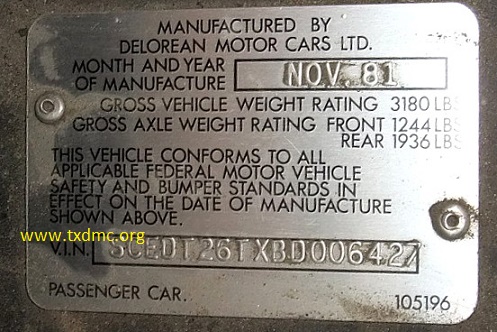 MANUFACTURED BY
DELOREAN MOTOR CARS LTD.
MONTH AND YEAR
OF MANUFACTURE NOV. 81
GROSS VEHICLE WEIGHT RATING 3180 LBS
GROSS AXLE WEIGHT RATING FRONT 1244 LBS
REAR 1936 LBS
THIS VEHICLE CONFORMS TO ALL
APPLICABLE FEDERAL MOTOR VEHICLE
SAFETY AND BUMPER STANDARDS IN
EFFECT ON THE DATE OF MANUFACTURE
SHOWN ABOVE.
www.txdmc.org
V.I.N. SCEDT26TXBD006427
PASSENGER CAR. 105196